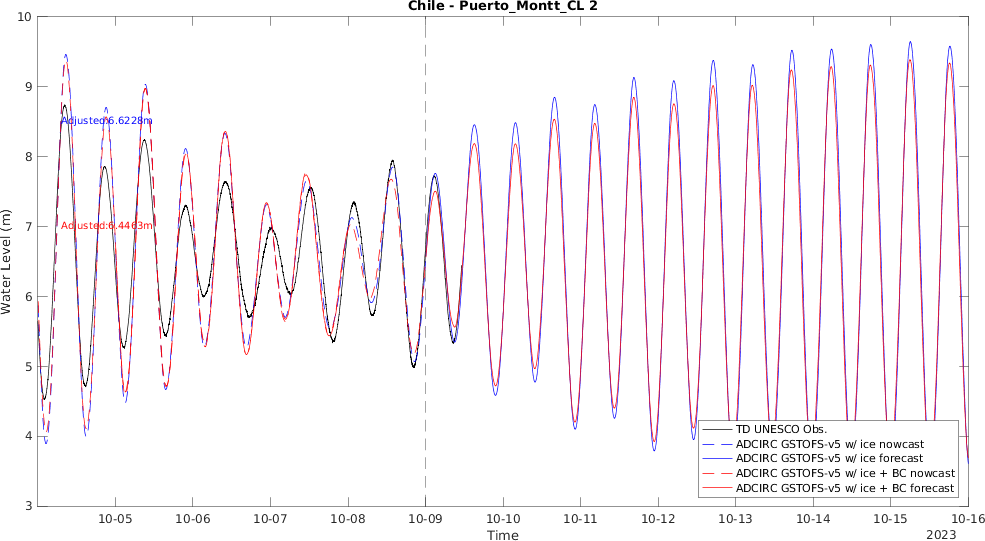 Chile - Puerto_Montt_CL 2
Water Level (m)
10
9
8
7
6
5
4
3
Adjusted:6.6228m
Adjusted:6.4463m
TD UNESCO Obs.
ADCIRC GSTOFS-v5 w/ ice nowcast
ADCIRC GSTOFS-v5 w/ ice forecast
ADCIRC GSTOFS-v5 w/ ice + BC nowcast
ADCIRC GSTOFS-v5 w/ ice + BC forecast
10-05 10-06 10-07 10-08 10-09 10-10 10-11 10-12 10-13 10-14 10-15 10-16
Time
2023